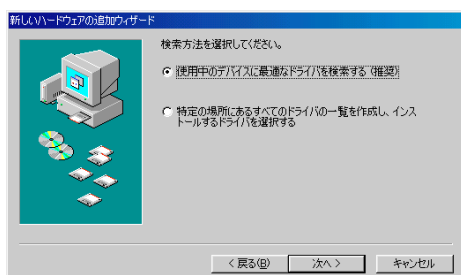 新しいハードウェアの追加ウィザード
検索方法を選択してください。
使用中のデバイスに最適なドライバを検索する (推奨)
特定の場所にあるすべてのドライバの一覧を作成し、インス
トールするドライバを選択する
< 戻る(B)
次へ >
キャンセル